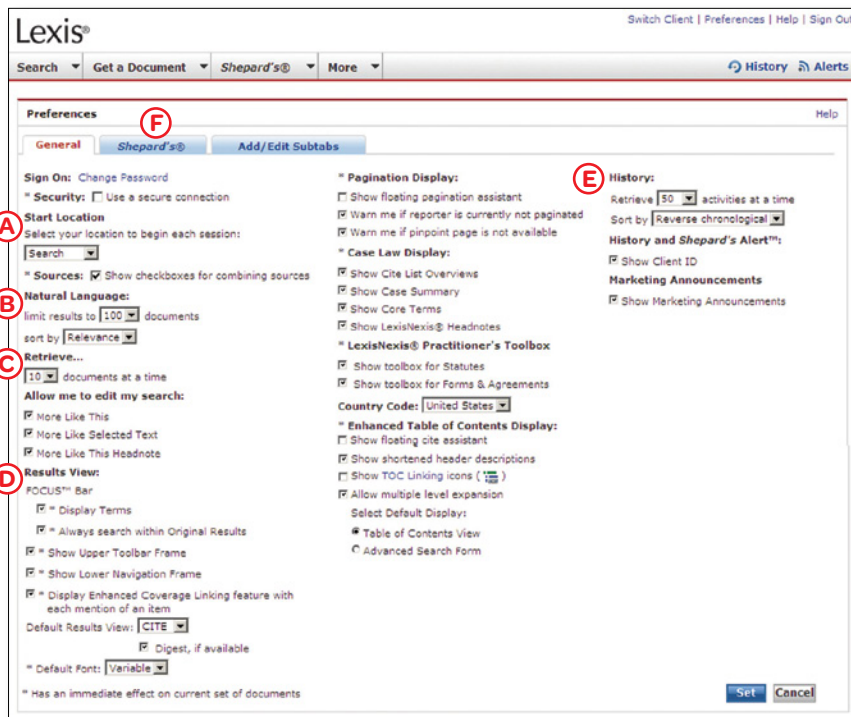 Switch Client | Preferences | Help | Sign Out
Lexis®
Search Get a Document Shepard's® More History Alerts
Preferences Help
F
General Shepard's® Add/Edit Subtabs
Sign On: Change Password
* Security: Use a secure connection
A
Start Location
Select your location to begin each session:
Search
* Sources: Show checkboxes for combining sources
B
Natural Language:
limit results to 100 documents
sort by Relevance
C
Retrieve...
10 documents at a time
Allow me to edit my search:
More Like This
More Like Selected Text
More Like This Headnote
D
Results View:
FOCUS™ Bar
* Display Terms
* Always search within Original Results
* Show Upper Toolbar Frame
* Show Lower Navigation Frame
* Display Enhanced Coverage Linking feature with
each mention of an item
Default Results View: CITE
Digest, if available
* Default Font: Variable
* Has an immediate effect on current set of documents
* Pagination Display:
Show floating pagination assistant
Warn me if reporter is currently not paginated
Warn me if pinpoint page is not available
* Case Law Display:
Show Cite List Overviews
Show Case Summary
Show Core Terms
Show LexisNexis® Headnotes
* LexisNexis® Practitioner's Toolbox
Show toolbox for Statutes
Show toolbox for Forms & Agreements
Country Code: United States
* Enhanced Table of Contents Display:
Show floating cite assistant
Show shortened header descriptions
Show TOC Linking icons ( )
Allow multiple level expansion
Select Default Display:
Table of Contents View
Advanced Search Form
E
History:
Retrieve 50 activities at a time
Sort by Reverse chronological
History and Shepard's Alert™:
Show Client ID
Marketing Announcements
Show Marketing Announcements
Set Cancel